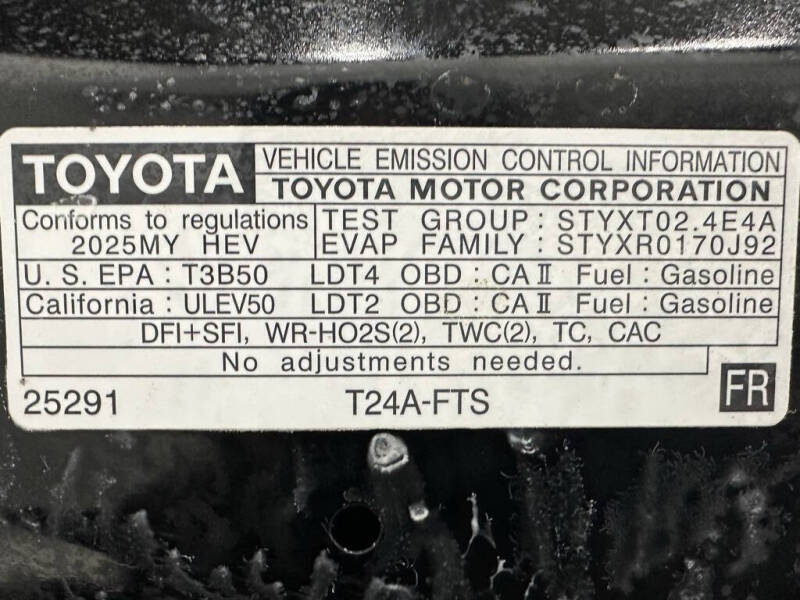 TOYOTA
VEHICLE EMISSION CONTROL INFORMATION
TOYOTA MOTOR CORPORATION
Conforms to regulations
2025MY HEV
TEST GROUP : STYXT02.4E4A
EVAP FAMILY : STYXR0170J92
U. S. EPA : T3B50 LDT4 OBD : CA II Fuel : Gasoline
California : ULEV50 LDT2 OBD : CA II Fuel : Gasoline
DFI+SFI, WR-HO2S(2), TWC(2), TC, CAC
No adjustments needed.
25291 T24A-FTS FR